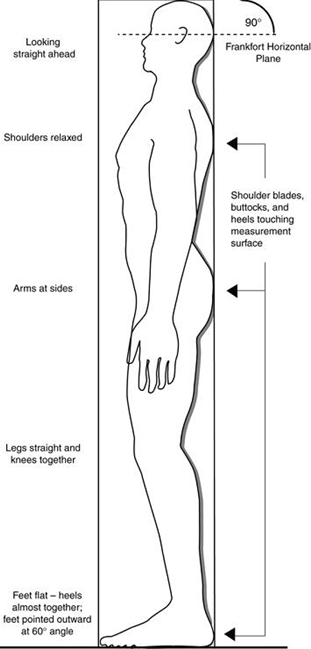 90°
Looking
straight ahead
Frankfort Horizontal
Plane
Shoulders relaxed
Shoulder blades,
buttocks, and
heels touching
measurement
surface
Arms at sides
Legs straight and
knees together
Feet flat – heels
almost together;
feet pointed outward
at 60° angle